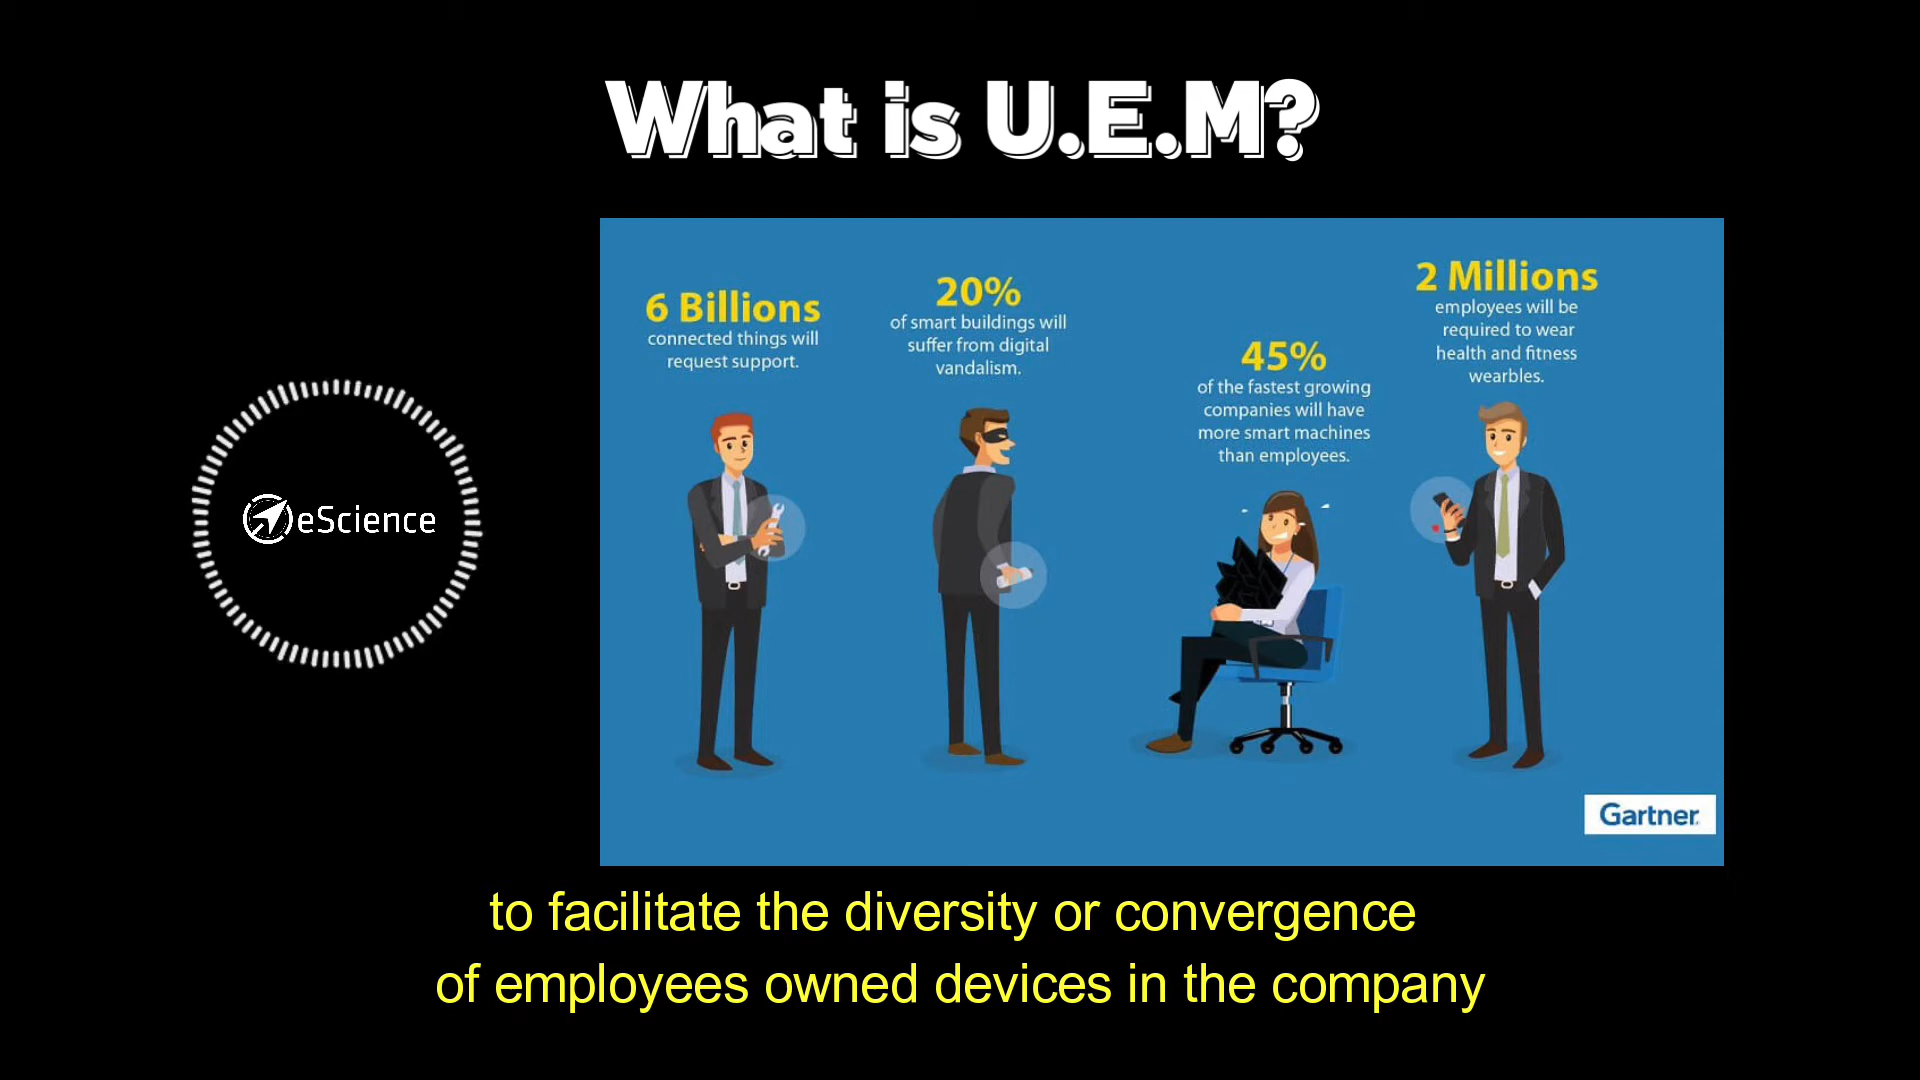 What is U.E.M?
6 Billions
connected things will
request support.
20%
of smart buildings will
suffer from digital
vandalism.
45%
of the fastest growing
companies will have
more smart machines
than employees.
2 Millions
employees will be
required to wear
health and fitness
wearbles.
eScience
Gartner
to facilitate the diversity or convergence
of employees owned devices in the company